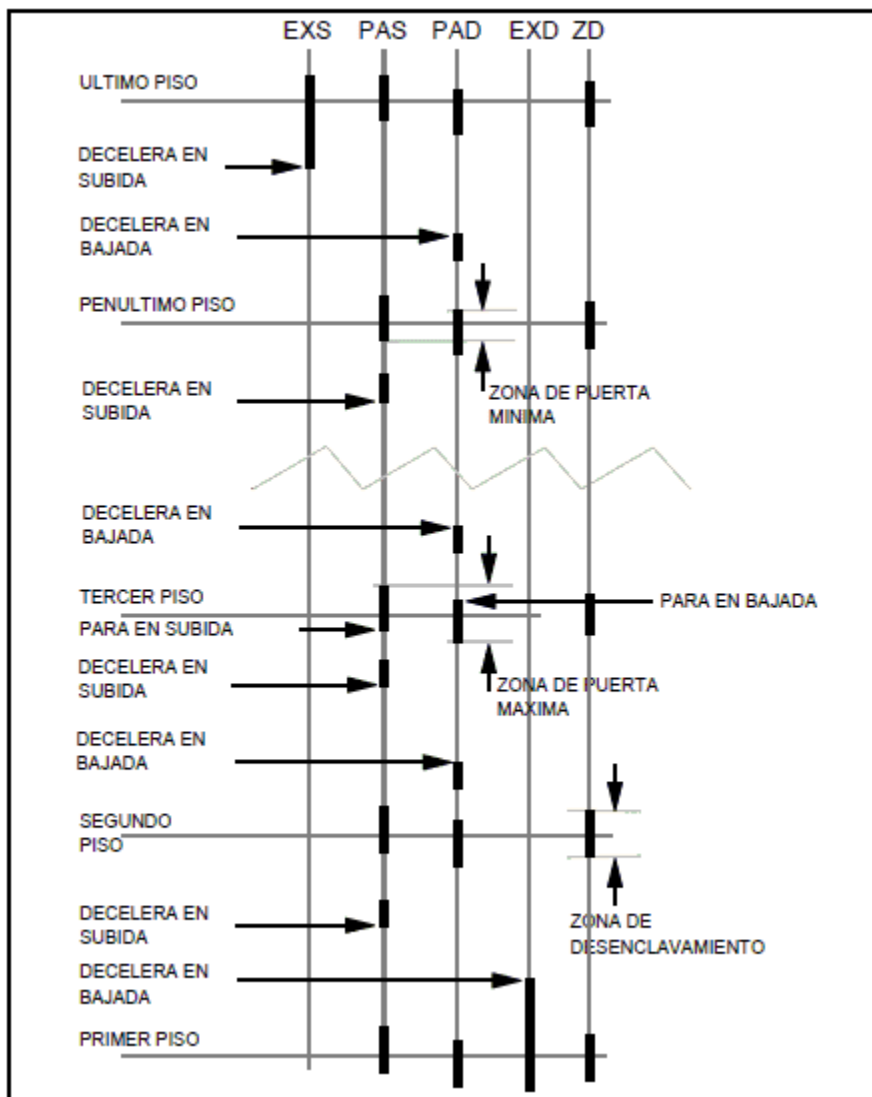 EXS PAS PAD EXD ZD
ULTIMO PISO
DECELERA EN
SUBIDA
DECELERA EN
BAJADA
PENULTIMO PISO
DECELERA EN
SUBIDA
ZONA DE PUERTA
MINIMA
DECELERA EN
BAJADA
TERCER PISO
PARA EN BAJADA
PARA EN SUBIDA
DECELERA EN
SUBIDA
ZONA DE PUERTA
MAXIMA
DECELERA EN
BAJADA
SEGUNDO
PISO
DECELERA EN
SUBIDA
ZONA DE
DESENCLAVAMIENTO
DECELERA EN
BAJADA
PRIMER PISO